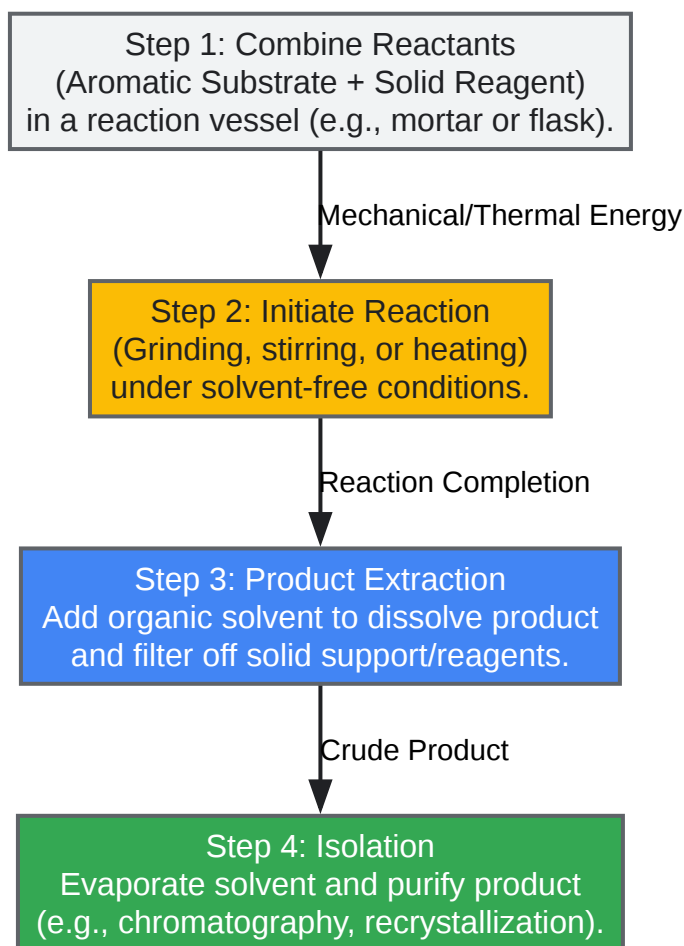 Step 1: Combine Reactants
(Aromatic Substrate + Solid Reagent)
in a reaction vessel (e.g., mortar or flask).
Mechanical/Thermal Energy
Step 2: Initiate Reaction
(Grinding, stirring, or heating)
under solvent-free conditions.
Reaction Completion
Step 3: Product Extraction
Add organic solvent to dissolve product
and filter off solid support/reagents.
Crude Product
Step 4: Isolation
Evaporate solvent and purify product
(e.g., chromatography, recrystallization).